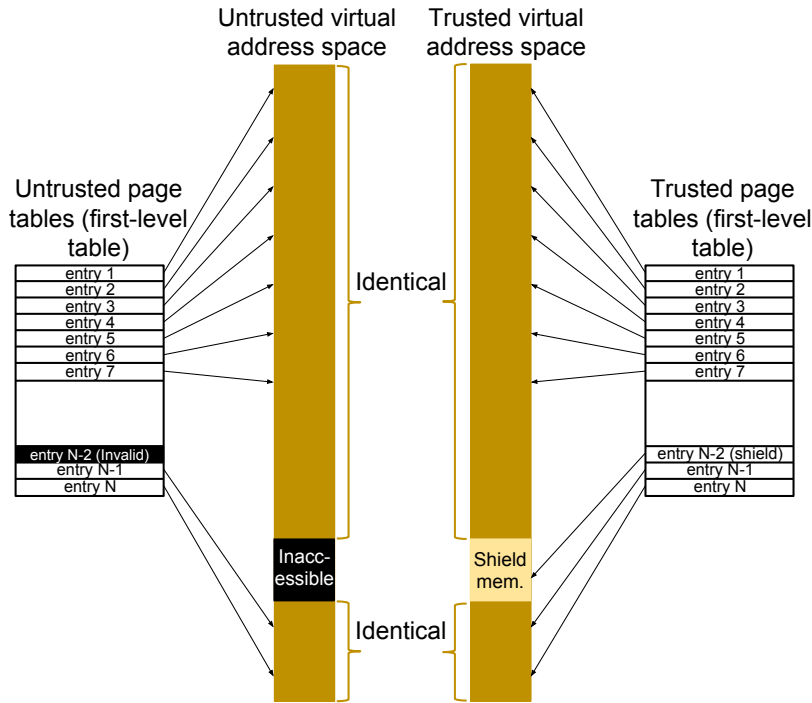 Untrusted virtual
address space
Trusted virtual
address space
Untrusted page
tables (first-level
table)
entry 1
entry 2
entry 3
entry 4
entry 5
entry 6
entry 7
entry N-2 (Invalid)
entry N-1
entry N
Identical
Inacc-
essible
Shield
mem.
Identical
Trusted page
tables (first-level
table)
entry 1
entry 2
entry 3
entry 4
entry 5
entry 6
entry 7
entry N-2 (shield)
entry N-1
entry N